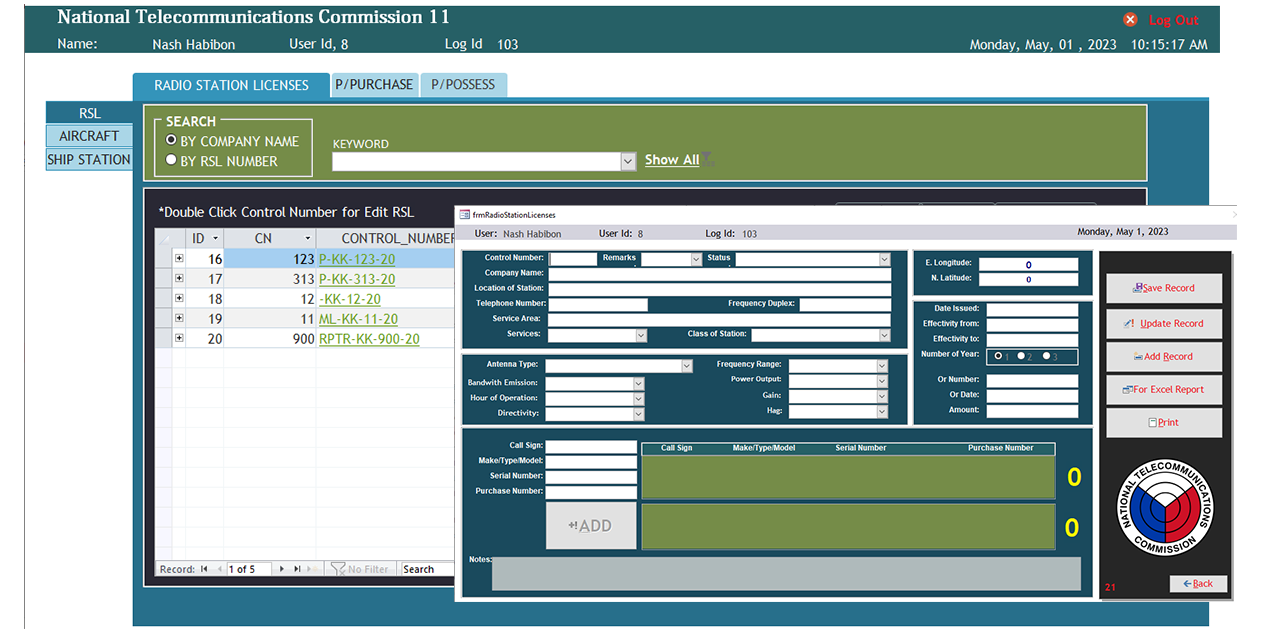 National Telecommunications Commission 11
Log Out
Name: Nash Habibon User Id, 8 Log Id 103
Monday, May, 01 , 2023 10:15:17 AM
RADIO STATION LICENSES P/PURCHASE P/POSSESS
RSL
AIRCRAFT
SHIP STATION
SEARCH
BY COMPANY NAME
BY RSL NUMBER
KEYWORD
Show All
*Double Click Control Number for Edit RSL
ID CN CONTROL_NUMBER
16 123 P-KK-123-20
17 313 P-KK-313-20
18 12 -KK-12-20
19 11 ML-KK-11-20
20 900 RPTR-KK-900-20
Record: 1 of 5 No Filter Search
frmRadioStationLicenses
User: Nash Habibon User Id: 8 Log Id: 103 Monday, May 1, 2023
Control Number: Remarks Status
Company Name:
Location of Station:
Telephone Number: Frequency Duplex:
Service Area:
Services: Class of Station:
E. Longitude: 0
N. Latitude: 0
Date Issued:
Effectivity from:
Effectivity to:
Number of Year: 1 2 3
Or Number:
Or Date:
Amount:
Antenna Type: Frequency Range:
Bandwith Emission: Power Output:
Hour of Operation: Gain:
Directivity: Hag:
Call Sign:
Make/Type/Model:
Serial Number:
Purchase Number:
+! ADD
Call Sign Make/Type/Model Serial Number Purchase Number
0
0
Notes:
Save Record
Update Record
Add Record
For Excel Report
Print
NATIONAL TELECOMMUNICATIONS
COMMISSION
21
Back